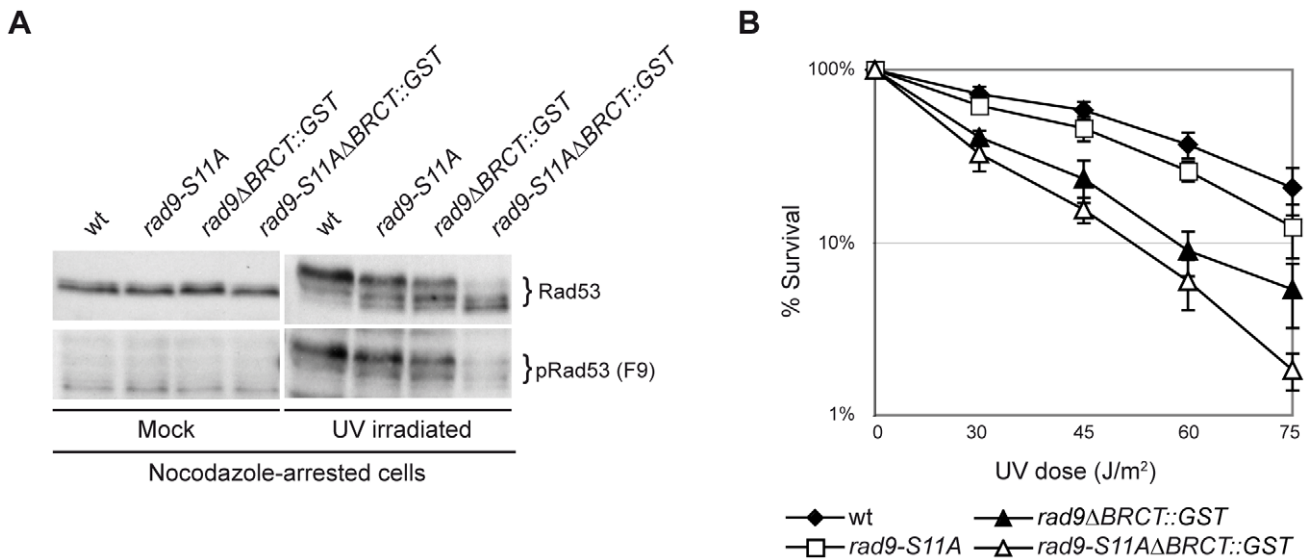 A
wt
rad9-S11A
rad9ΔBRCT::GST
rad9-S11AΔBRCT::GST
wt
rad9-S11A
rad9ΔBRCT::GST
rad9-S11AΔBRCT::GST
} Rad53
} pRad53 (F9)
Mock
UV irradiated
Nocodazole-arrested cells
B
100%
10%
1%
% Survival
0 30 45 60 75
UV dose (J/m²)
wt
rad9ΔBRCT::GST
rad9-S11A
rad9-S11AΔBRCT::GST